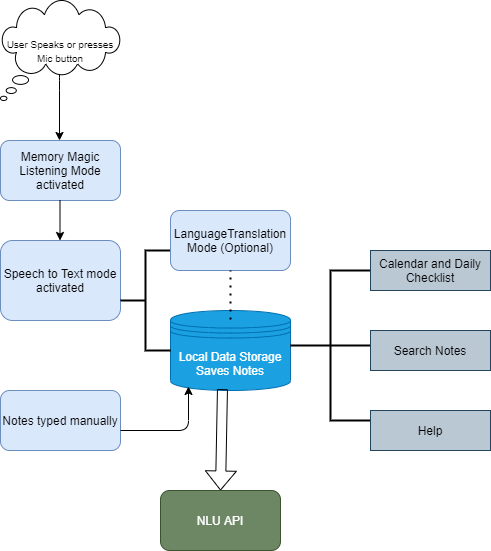 User Speaks or presses
Mic button
Memory Magic
Listening Mode
activated
LanguageTranslation
Mode (Optional)
Speech to Text mode
activated
Calendar and Daily
Checklist
Local Data Storage
Saves Notes
Search Notes
Notes typed manually
Help
NLU API